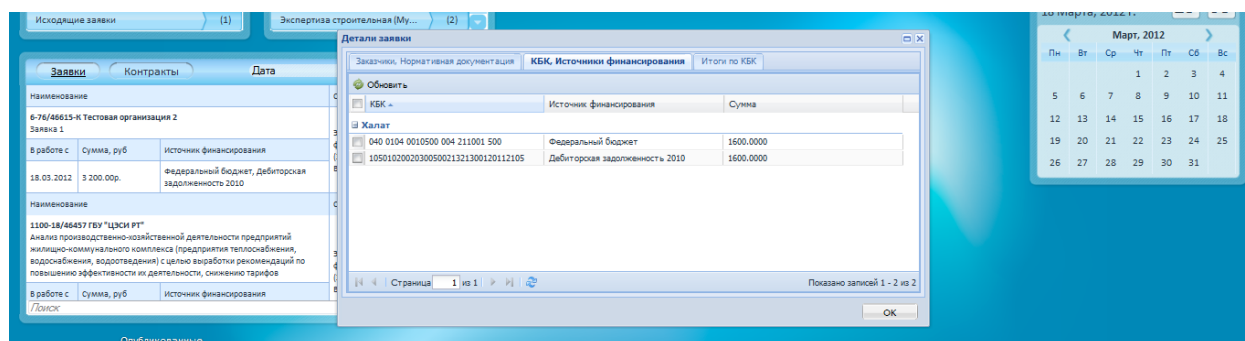 Исходящие заявки (1)
Экспертиза строительная (Му... (2)
18 Марта, 2012 г.
Март, 2012
Пн Вт Ср Чт Пт Сб Вс
1 2 3 4
5 6 7 8 9 10 11
12 13 14 15 16 17 18
19 20 21 22 23 24 25
26 27 28 29 30 31
Заявки Контракты Дата
Наименование
6-76/46615-К Тестовая организация 2
Заявка 1
В работе с Сумма, руб Источник финансирования
18.03.2012 3 200.00р. Федеральный бюджет, Дебиторская
задолженность 2010
Наименование
1100-18/46457 ГБУ "ЦЭСИ РТ"
Анализ производственно-хозяйственной деятельности предприятий
жилищно-коммунального комплекса (предприятия теплоснабжения,
водоснабжения, водоотведения) с целью выработки рекомендаций по
повышению эффективности их деятельности, снижению тарифов
В работе с Сумма, руб Источник финансирования
Поиск
Детали заявки
Заказчики, Нормативная документация КБК, Источники финансирования Итоги по КБК
Обновить
КБК Источник финансирования Сумма
Халат
040 0104 0010500 004 211001 500 Федеральный бюджет 1600.0000
1050102002030050021321300120112105 Дебиторская задолженность 2010 1600.0000
Страница 1 из 1 Показано записей 1 - 2 из 2
OK